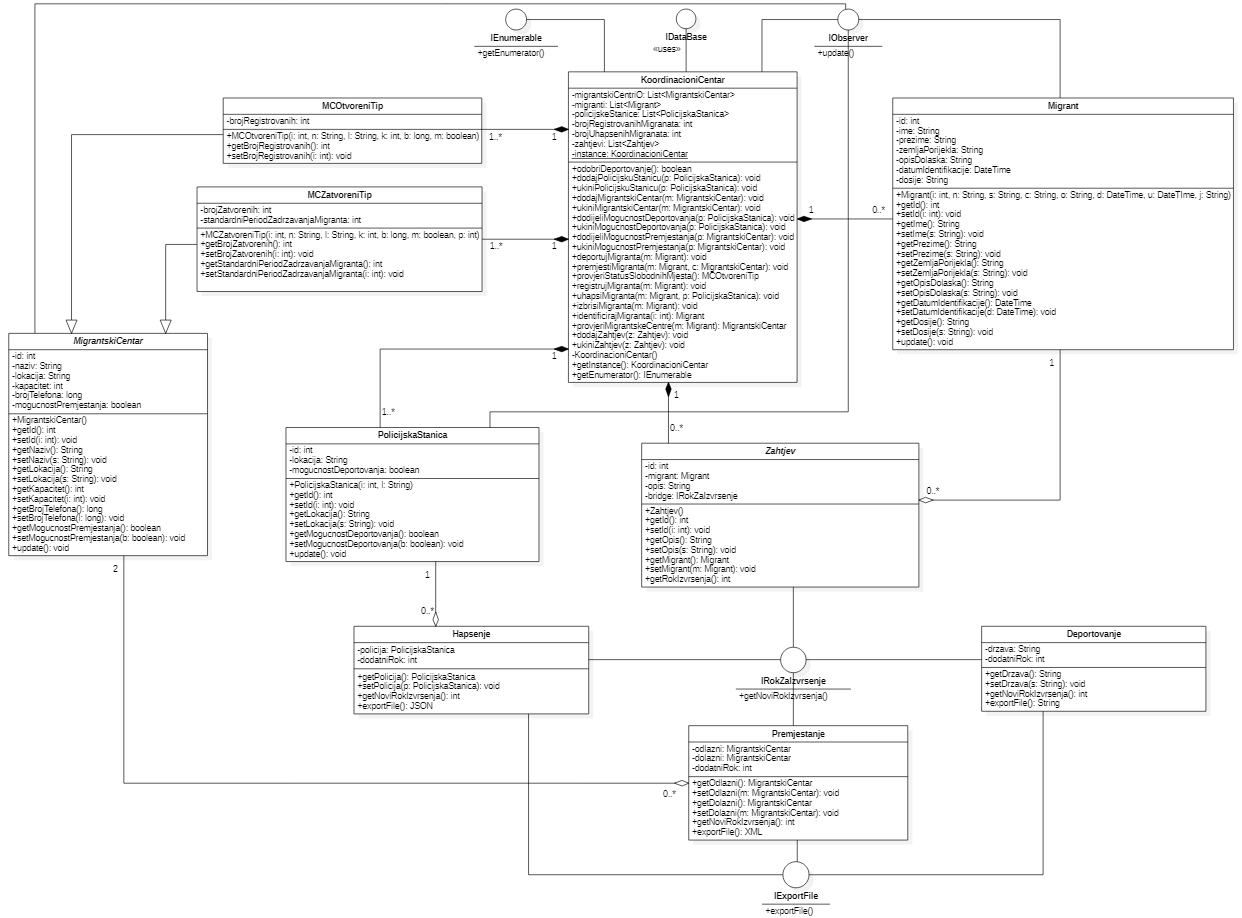 IEnumerable
+getEnumerator()
IDataBase
«uses»
IObserver
+update()
KoordinacioniCentar
-migrantskiCentriO: List<MigrantskiCentar>
-migranti: List<Migrant>
-policijskeStanice: List<PolicijskaStanica>
-brojRegistrovanihMigranata: int
-brojUhapsenihMigranata: int
-zahtjevi: List<Zahtjev>
-instance: KoordinacioniCentar
+odobriDeportovanje(): boolean
+dodajPolicijskuStanicu(p: PolicijskaStanica): void
+ukiniPolicijskuStanicu(p: PolicijskaStanica): void
+dodajMigrantskiCentar(m: MigrantskiCentar): void
+ukiniMigrantskiCentar(m: MigrantskiCentar): void
+dodijeliMogucnostDeportovanja(p: PolicijskaStanica): void
+ukiniMogucnostDeportovanja(p: PolicijskaStanica): void
+dodijeliMogucnostPremjestanja(p: MigrantskiCentar): void
+ukiniMogucnostPremjestanja(p: MigrantskiCentar): void
+deportujMigranta(m: Migrant): void
+premjestiMigranta(m: Migrant, c: MigrantskiCentar): void
+provjeriStatusSlobodnihMjesta(): MCOtvoreniTip
+registrujMigranta(m: Migrant): void
+uhapsiMigranta(m: Migrant, p: PolicijskaStanica): void
+izbrisiMigranta(m: Migrant): void
+identificirajMigranta(i: int): Migrant
+provjeriMigrantskeCentre(m: Migrant): MigrantskiCentar
+dodajZahtjev(z: Zahtjev): void
+ukiniZahtjev(z: Zahtjev): void
-KoordinacioniCentar()
+getInstance(): KoordinacioniCentar
+getEnumerator(): IEnumerable
MCOtvoreniTip
-brojRegistrovanih: int
+MCOtvoreniTip(i: int, n: String, l: String, k: int, b: long, m: boolean)
+getBrojRegistrovanih(): int
+setBrojRegistrovanih(i: int): void
1..*
1
MCZatvoreniTip
-brojZatvorenih: int
-standardniPeriodZadrzavanjaMigranta: int
+MCZatvoreniTip(i: int, n: String, l: String, k: int, b: long, m: boolean, p: int)
+getBrojZatvorenih(): int
+setBrojZatvorenih(i: int): void
+getStandardniPeriodZadrzavanjaMigranta(): int
+setStandardniPeriodZadrzavanjaMigranta(i: int): void
1..*
1
Migrant
-id: int
-ime: String
-prezime: String
-zemljaPorijekla: String
-opisDolaska: String
-datumIdentifikacije: DateTime
-dosije: String
+Migrant(i: int, n: String, s: String, c: String, o: String, d: DateTime, u: DateTIme, j: String)
+getId(): int
+setId(i: int): void
+getIme(): String
+setIme(s: String): void
+getPrezime(): String
+setPrezime(s: String): void
+getZemljaPorijekla(): String
+setZemljaPorijekla(s: String): void
+getOpisDolaska(): String
+setOpisDolaska(s: String): void
+getDatumIdentifikacije(): DateTime
+setDatumIdentifikacije(d: DateTime): void
+getDosije(): String
+setDosije(s: String): void
+update(): void
1
0..*
MigrantskiCentar
-id: int
-naziv: String
-lokacija: String
-kapacitet: int
-brojTelefona: long
-mogucnostPremjestanja: boolean
+MigrantskiCentar()
+getId(): int
+setId(i: int): void
+getNaziv(): String
+setNaziv(s: String): void
+getLokacija(): String
+setLokacija(s: String): void
+getKapacitet(): int
+setKapacitet(i: int): void
+getBrojTelefona(): long
+setBrojTelefona(l: long): void
+getMogucnostPremjestanja(): boolean
+setMogucnostPremjestanja(b: boolean): void
+update(): void
1
1..*
PolicijskaStanica
-id: int
-lokacija: String
-mogucnostDeportovanja: boolean
+PolicijskaStanica(i: int, l: String)
+getId(): int
+setId(i: int): void
+getLokacija(): String
+setLokacija(s: String): void
+getMogucnostDeportovanja(): boolean
+setMogucnostDeportovanja(b: boolean): void
+update(): void
1
0..*
Zahtjev
-id: int
-migrant: Migrant
-opis: String
-bridge: IRokZaIzvrsenje
+Zahtjev()
+getId(): int
+setId(i: int): void
+getOpis(): String
+setOpis(s: String): void
+getMigrant(): Migrant
+setMigrant(m: Migrant): void
+getRokIzvrsenja(): int
1
0..*
2
1
0..*
Hapsenje
-policija: PolicijskaStanica
-dodatniRok: int
+getPolicija(): PolicijskaStanica
+setPolicija(p: PolicijskaStanica): void
+getNoviRokIzvrsenja(): int
+exportFile(): JSON
IRokZaIzvrsenje
+getNoviRokIzvrsenja()
Deportovanje
-drzava: String
-dodatniRok: int
+getDrzava(): String
+setDrzava(s: String): void
+getNoviRokIzvrsenja(): int
+exportFile(): String
Premjestanje
-odlazni: MigrantskiCentar
-dolazni: MigrantskiCentar
-dodatniRok: int
+getOdlazni(): MigrantskiCentar
+setOdlazni(m: MigrantskiCentar): void
+getDolazni(): MigrantskiCentar
+setDolazni(m: MigrantskiCentar): void
+getNoviRokIzvrsenja(): int
+exportFile(): XML
0..*
IExportFile
+exportFile()